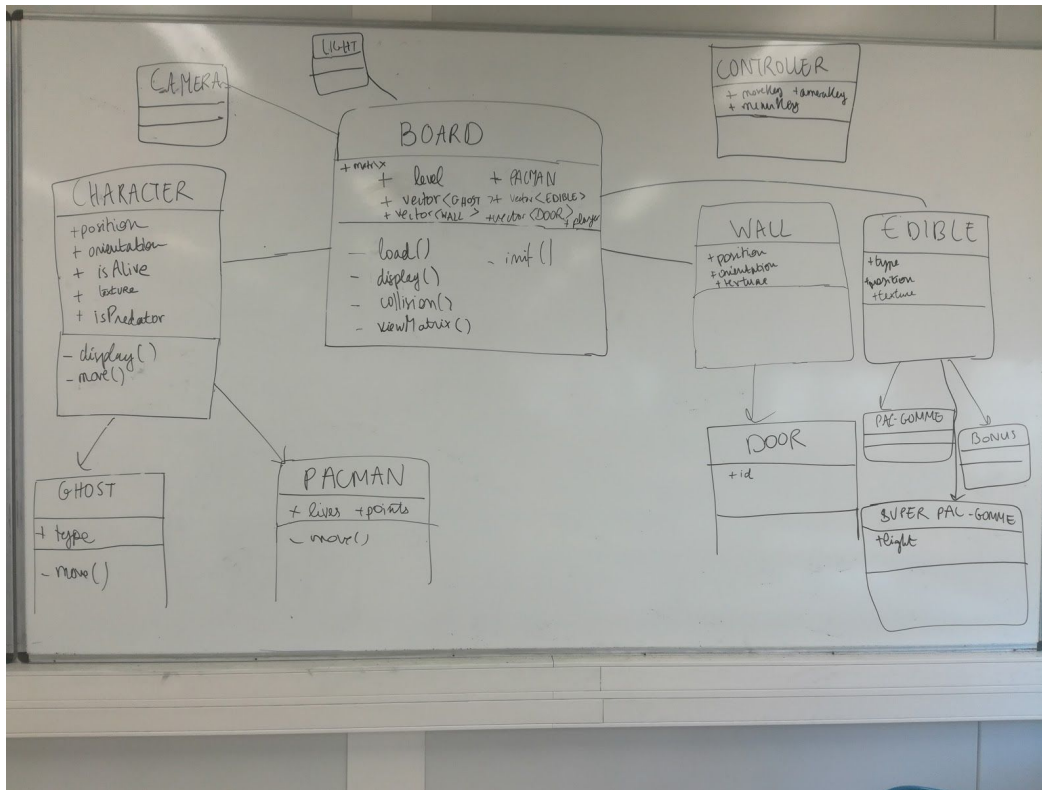 LIGHT
CAMERA
CONTROLLER
+ moveKey + cameraKey
+ menuKey
BOARD
+ matrix
+ level + PACMAN
+ vector<GHOST> + vector<EDIBLE>
+ vector<WALL> + vector<DOOR> + player
- load() - init()
- display()
- collision()
- viewMatrix()
CHARACTER
+ position
+ orientation
+ isAlive
+
+ isPredator
- display()
- move()
WALL
+ position
+ orientation
+ texture
EDIBLE
+ type
+ position
+ texture
GHOST
+ type
- move()
PACMAN
+ lives + points
- move()
DOOR
+ id
PAC-GOMME
BONUS
SUPER PAC-GOMME
+ light